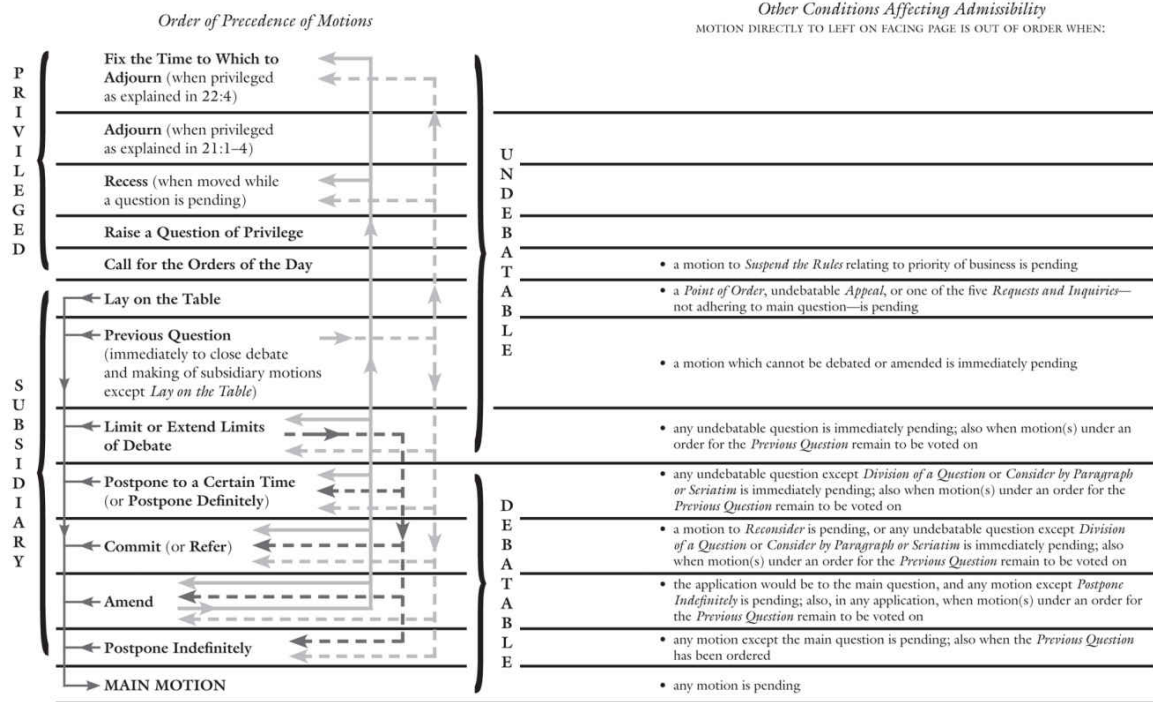 Order of Precedence of Motions
Other Conditions Affecting Admissibility
MOTION DIRECTLY TO LEFT ON FACING PAGE IS OUT OF ORDER WHEN:
PRIVILEGED
Fix the Time to Which to
Adjourn (when privileged
as explained in 22:4)
Adjourn (when privileged
as explained in 21:1–4)
Recess (when moved while
a question is pending)
Raise a Question of Privilege
Call for the Orders of the Day
SUBSIDIARY
Lay on the Table
Previous Question
(immediately to close debate
and making of subsidiary motions
except Lay on the Table)
Limit or Extend Limits
of Debate
Postpone to a Certain Time
(or Postpone Definitely)
Commit (or Refer)
Amend
Postpone Indefinitely
MAIN MOTION
UNDEBATABLE
DEBATABLE
• a motion to Suspend the Rules relating to priority of business is pending
• a Point of Order, undebatable Appeal, or one of the five Requests and Inquiries—
not adhering to main question—is pending
• a motion which cannot be debated or amended is immediately pending
• any undebatable question is immediately pending; also when motion(s) under an
order for the Previous Question remain to be voted on
• any undebatable question except Division of a Question or Consider by Paragraph
or Seriatim is immediately pending; also when motion(s) under an order for the
Previous Question remain to be voted on
• a motion to Reconsider is pending, or any undebatable question except Division
of a Question or Consider by Paragraph or Seriatim is immediately pending; also
when motion(s) under an order for the Previous Question remain to be voted on
• the application would be to the main question, and any motion except Postpone
Indefinitely is pending; also, in any application, when motion(s) under an order for
the Previous Question remain to be voted on
• any motion except the main question is pending; also when the Previous Question
has been ordered
• any motion is pending